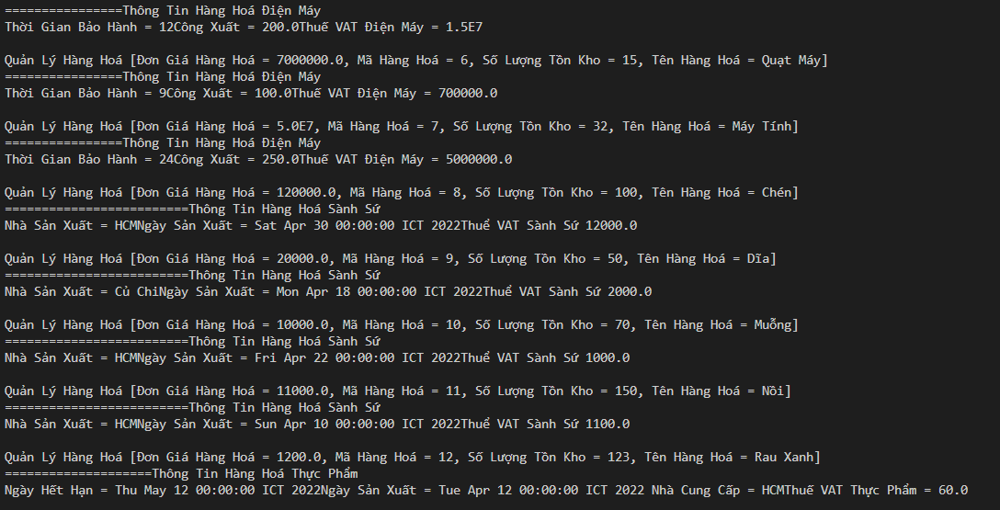 ================Thông Tin Hàng Hoá Điện Máy
Thời Gian Bảo Hành = 12Công Xuất = 200.0Thuế VAT Điện Máy = 1.5E7
Quản Lý Hàng Hoá [Đơn Giá Hàng Hoá = 7000000.0, Mã Hàng Hoá = 6, Số Lượng Tồn Kho = 15, Tên Hàng Hoá = Quạt Máy]
================Thông Tin Hàng Hoá Điện Máy
Thời Gian Bảo Hành = 9Công Xuất = 100.0Thuế VAT Điện Máy = 700000.0
Quản Lý Hàng Hoá [Đơn Giá Hàng Hoá = 5.0E7, Mã Hàng Hoá = 7, Số Lượng Tồn Kho = 32, Tên Hàng Hoá = Máy Tính]
================Thông Tin Hàng Hoá Điện Máy
Thời Gian Bảo Hành = 24Công Xuất = 250.0Thuế VAT Điện Máy = 5000000.0
Quản Lý Hàng Hoá [Đơn Giá Hàng Hoá = 120000.0, Mã Hàng Hoá = 8, Số Lượng Tồn Kho = 100, Tên Hàng Hoá = Chén]
=========================Thông Tin Hàng Hoá Sành Sứ
Nhà Sản Xuất = HCMNgày Sản Xuất = Sat Apr 30 00:00:00 ICT 2022Thuể VAT Sành Sứ 12000.0
Quản Lý Hàng Hoá [Đơn Giá Hàng Hoá = 20000.0, Mã Hàng Hoá = 9, Số Lượng Tồn Kho = 50, Tên Hàng Hoá = Dĩa]
=========================Thông Tin Hàng Hoá Sành Sứ
Nhà Sản Xuất = Củ ChiNgày Sản Xuất = Mon Apr 18 00:00:00 ICT 2022Thuể VAT Sành Sứ 2000.0
Quản Lý Hàng Hoá [Đơn Giá Hàng Hoá = 10000.0, Mã Hàng Hoá = 10, Số Lượng Tồn Kho = 70, Tên Hàng Hoá = Muỗng]
=========================Thông Tin Hàng Hoá Sành Sứ
Nhà Sản Xuất = HCMNgày Sản Xuất = Fri Apr 22 00:00:00 ICT 2022Thuể VAT Sành Sứ 1000.0
Quản Lý Hàng Hoá [Đơn Giá Hàng Hoá = 11000.0, Mã Hàng Hoá = 11, Số Lượng Tồn Kho = 150, Tên Hàng Hoá = Nồi]
=========================Thông Tin Hàng Hoá Sành Sứ
Nhà Sản Xuất = HCMNgày Sản Xuất = Sun Apr 10 00:00:00 ICT 2022Thuể VAT Sành Sứ 1100.0
Quản Lý Hàng Hoá [Đơn Giá Hàng Hoá = 1200.0, Mã Hàng Hoá = 12, Số Lượng Tồn Kho = 123, Tên Hàng Hoá = Rau Xanh]
====================Thông Tin Hàng Hoá Thực Phẩm
Ngày Hết Hạn = Thu May 12 00:00:00 ICT 2022Ngày Sản Xuất = Tue Apr 12 00:00:00 ICT 2022 Nhà Cung Cấp = HCMThuế VAT Thực Phẩm = 60.0